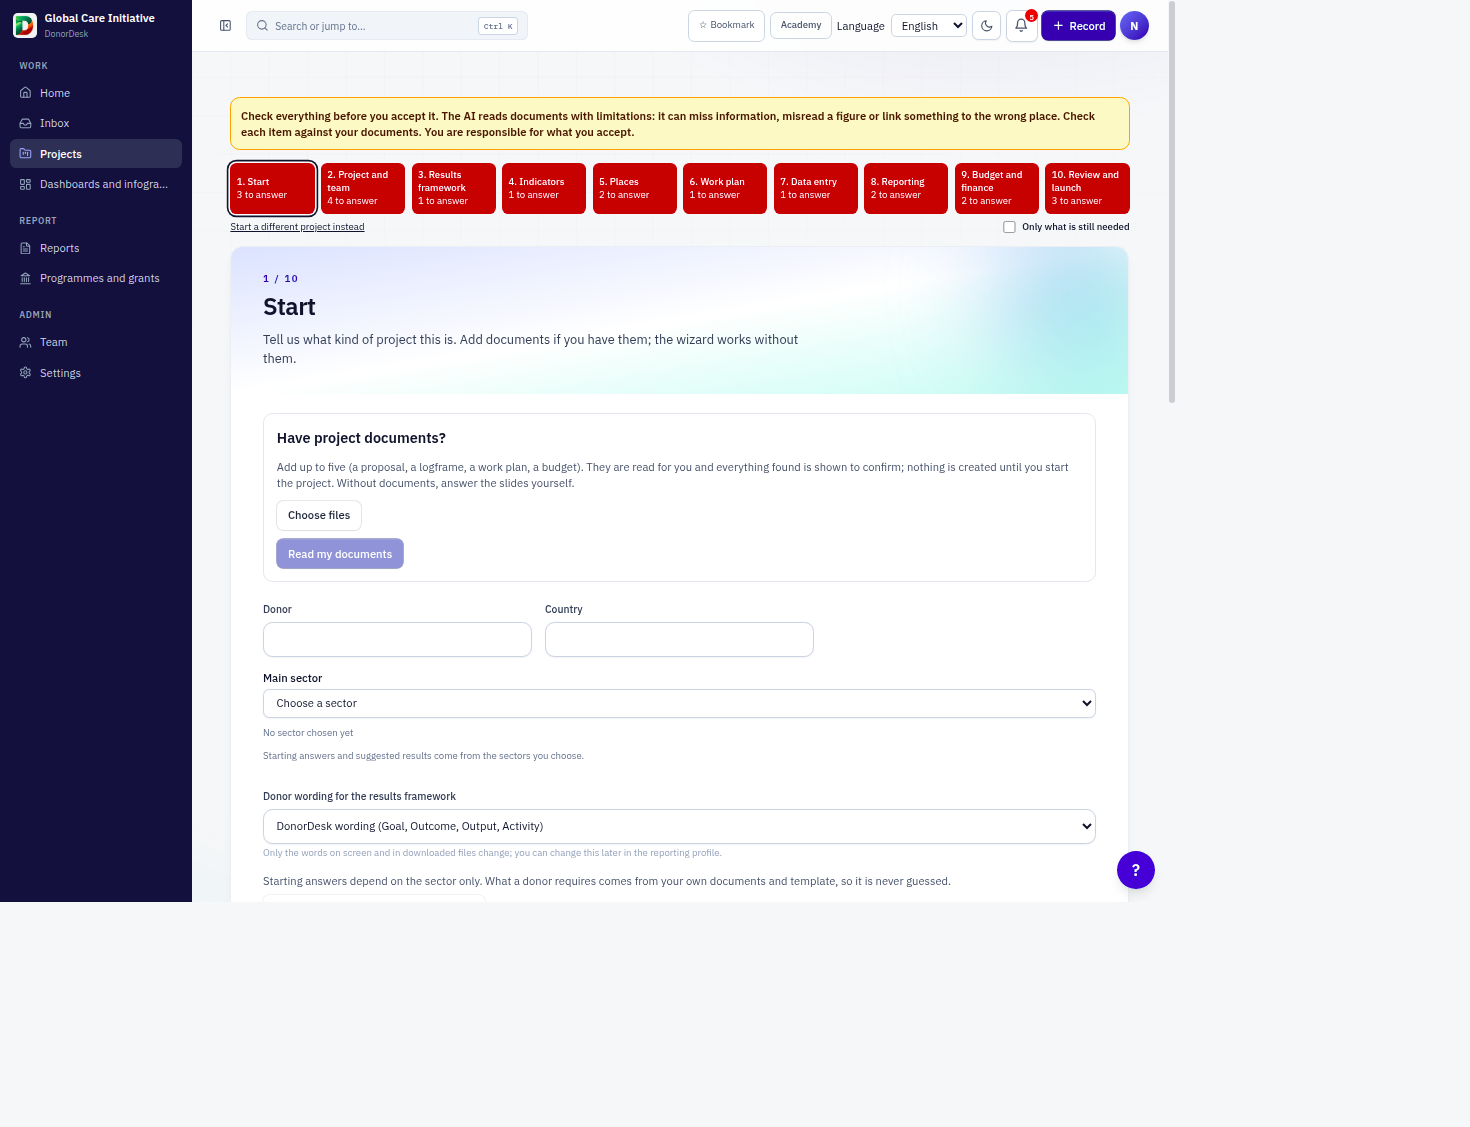 Global Care Initiative
DonorDesk
WORK
Home
Inbox
Projects
Dashboards and infogra...
REPORT
Reports
Programmes and grants
ADMIN
Team
Settings
Search or jump to...
Ctrl K
☆ Bookmark
Academy
Language
English
5
+ Record
N
Check everything before you accept it. The AI reads documents with limitations: it can miss information, misread a figure or link something to the wrong place. Check
each item against your documents. You are responsible for what you accept.
1. Start
3 to answer
2. Project and
team
4 to answer
3. Results
framework
1 to answer
4. Indicators
1 to answer
5. Places
2 to answer
6. Work plan
1 to answer
7. Data entry
1 to answer
8. Reporting
2 to answer
9. Budget and
finance
2 to answer
10. Review and
launch
3 to answer
Start a different project instead
Only what is still needed
1 / 10
Start
Tell us what kind of project this is. Add documents if you have them; the wizard works without
them.
Have project documents?
Add up to five (a proposal, a logframe, a work plan, a budget). They are read for you and everything found is shown to confirm; nothing is created until you start
the project. Without documents, answer the slides yourself.
Choose files
Read my documents
Donor
Country
Main sector
Choose a sector
No sector chosen yet
Starting answers and suggested results come from the sectors you choose.
Donor wording for the results framework
DonorDesk wording (Goal, Outcome, Output, Activity)
Only the words on screen and in downloaded files change; you can change this later in the reporting profile.
Starting answers depend on the sector only. What a donor requires comes from your own documents and template, so it is never guessed.
?